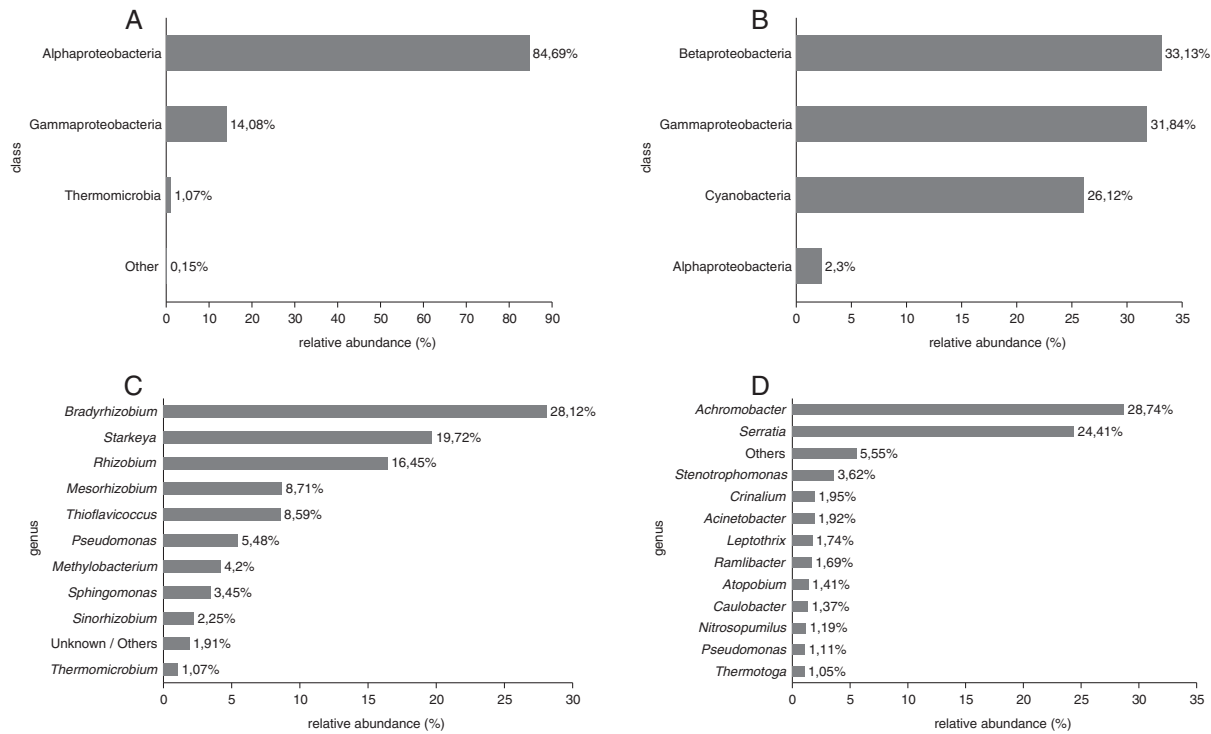 A
class
Alphaproteobacteria 84,69%
Gammaproteobacteria 14,08%
Thermomicrobia 1,07%
Other 0,15%
0 10 20 30 40 50 60 70 80 90
relative abundance (%)
B
class
Betaproteobacteria 33,13%
Gammaproteobacteria 31,84%
Cyanobacteria 26,12%
Alphaproteobacteria 2,3%
0 5 10 15 20 25 30 35
relative abundance (%)
C
genus
Bradyrhizobium 28,12%
Starkeya 19,72%
Rhizobium 16,45%
Mesorhizobium 8,71%
Thioflavicoccus 8,59%
Pseudomonas 5,48%
Methylobacterium 4,2%
Sphingomonas 3,45%
Sinorhizobium 2,25%
Unknown / Others 1,91%
Thermomicrobium 1,07%
0 5 10 15 20 25 30
relative abundance (%)
D
genus
Achromobacter 28,74%
Serratia 24,41%
Others 5,55%
Stenotrophomonas 3,62%
Crinalium 1,95%
Acinetobacter 1,92%
Leptothrix 1,74%
Ramlibacter 1,69%
Atopobium 1,41%
Caulobacter 1,37%
Nitrosopumilus 1,19%
Pseudomonas 1,11%
Thermotoga 1,05%
0 5 10 15 20 25 30 35
relative abundance (%)